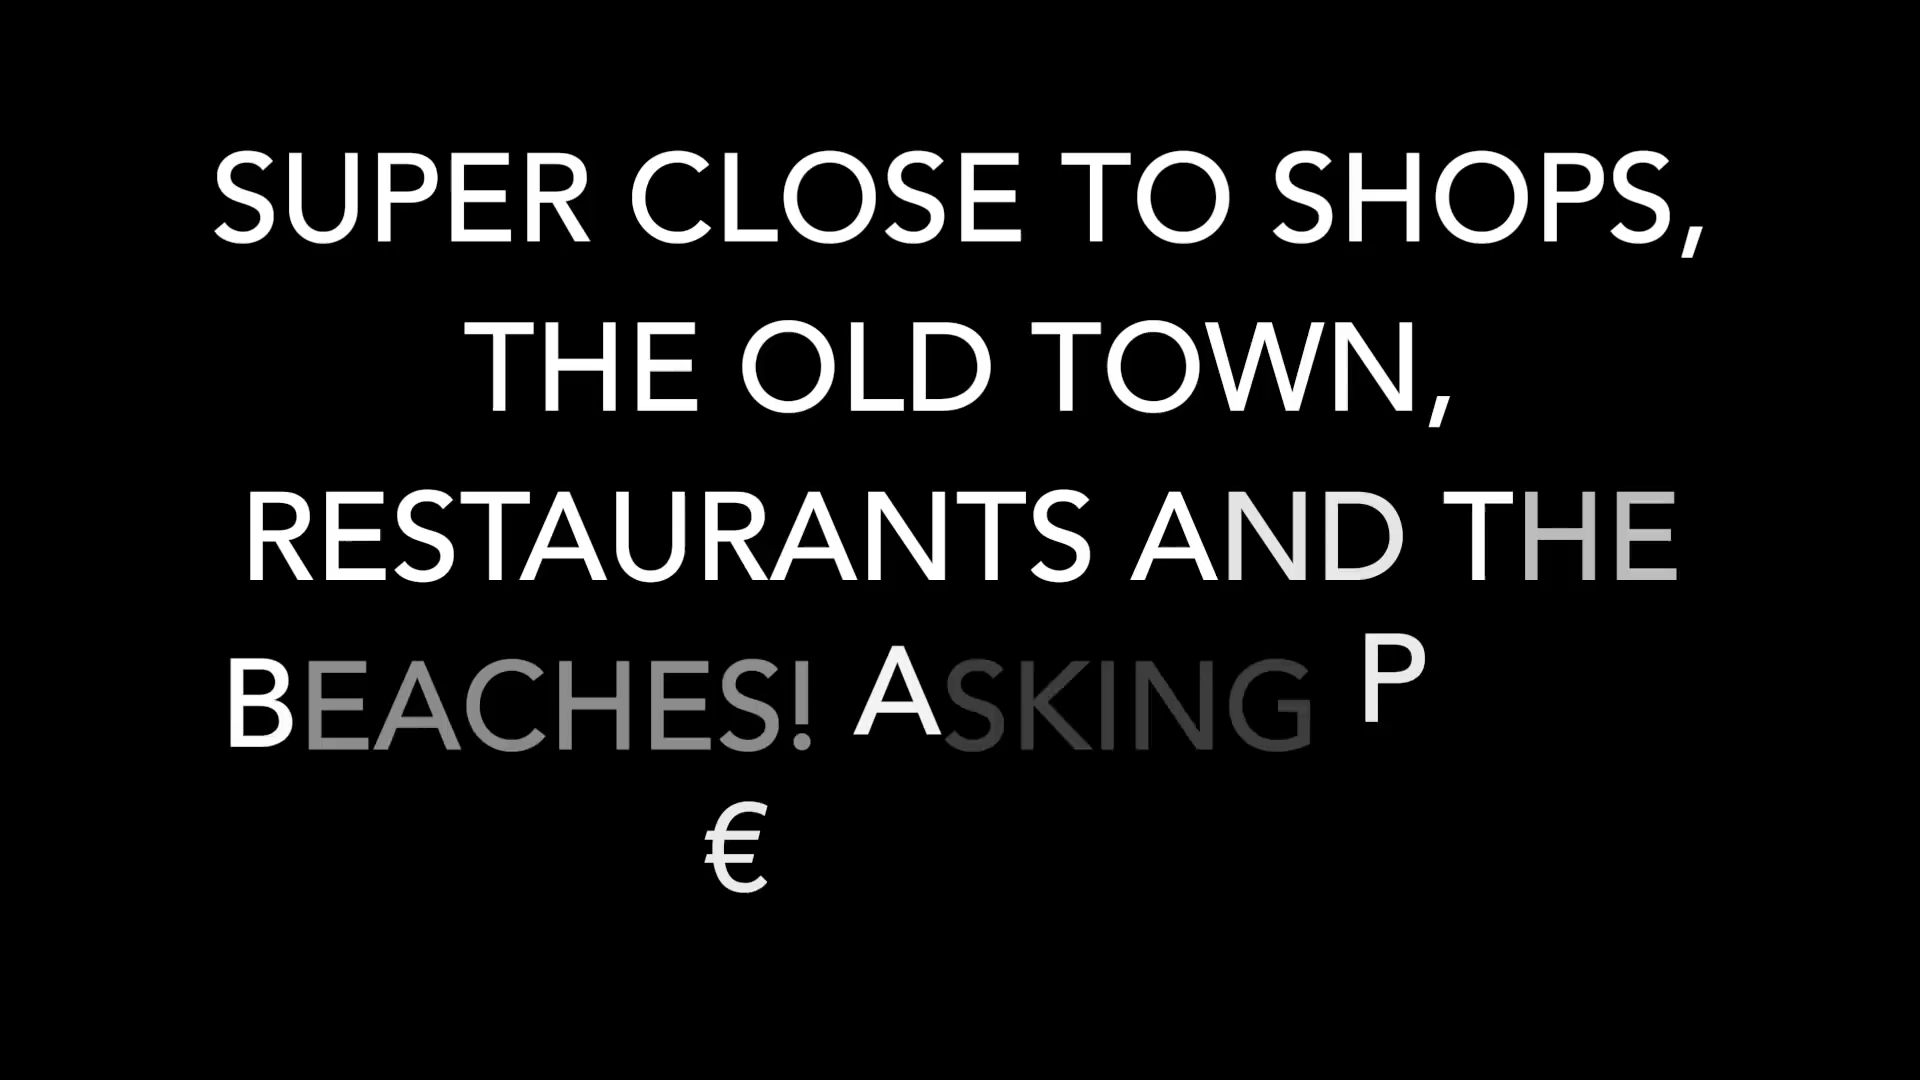 SUPER CLOSE TO SHOPS,
THE OLD TOWN,
RESTAURANTS AND THE
BEACHES! ASKING P
€